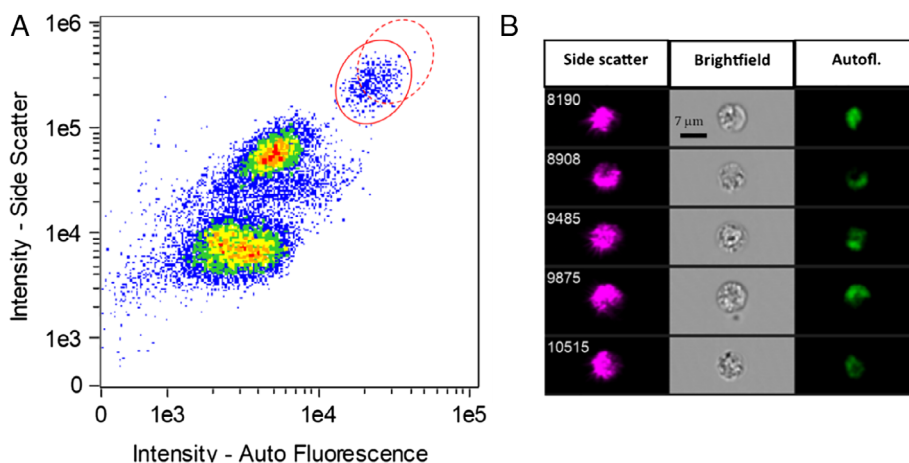 A
Intensity - Side Scatter
1e6
1e5
1e4
1e3
0
0 1e3 1e4 1e5
Intensity - Auto Fluorescence
B
Side scatter Brightfield Autofl.
8190
7 μm
8908
9485
9875
10515